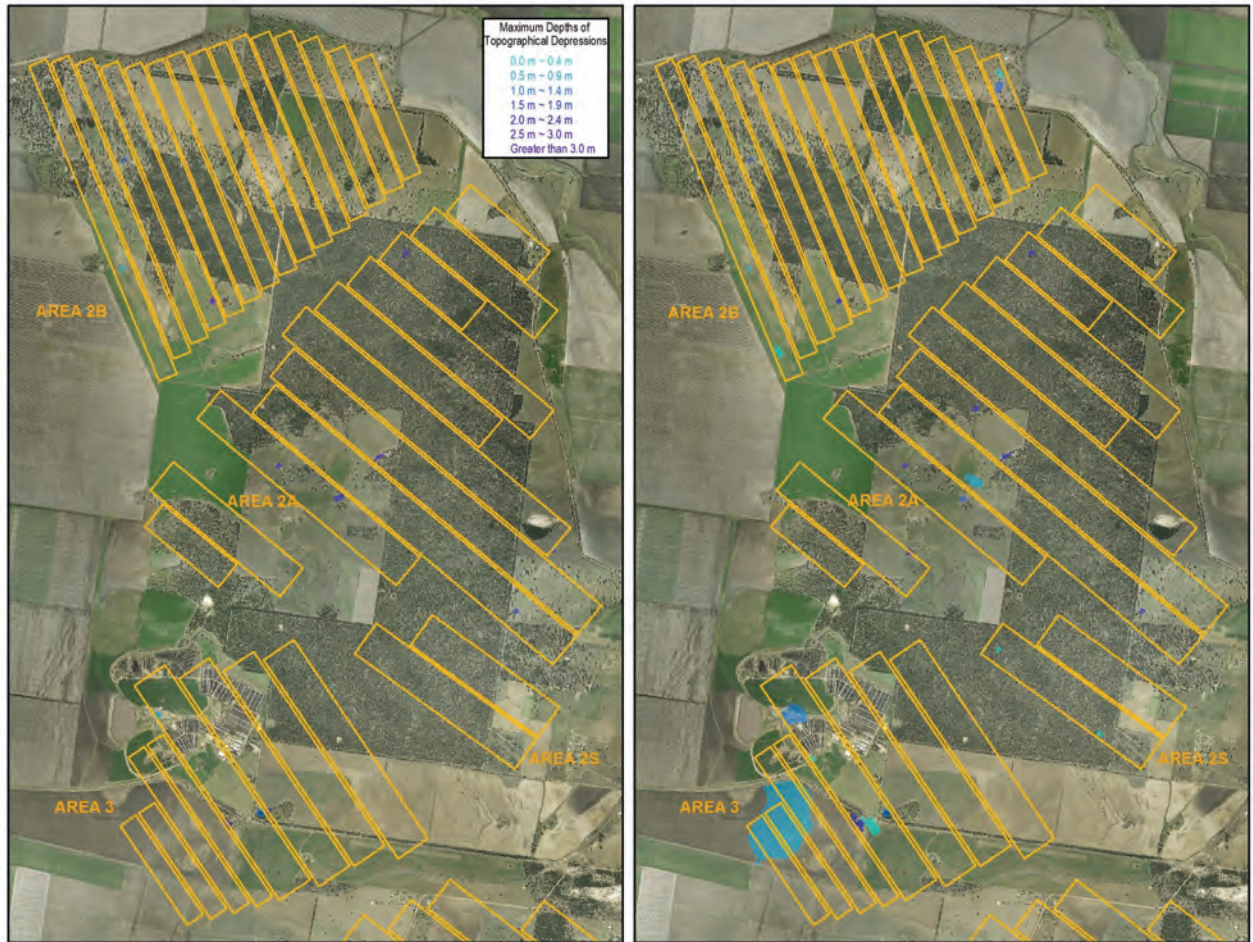 Maximum Depths of
Topographical Depressions
0.0 m ~ 0.4 m
0.5 m ~ 0.9 m
1.0 m ~ 1.4 m
1.5 m ~ 1.9 m
2.0 m ~ 2.4 m
2.5 m ~ 3.0 m
Greater than 3.0 m
AREA 2B
AREA 2A
AREA 2S
AREA 3
AREA 2B
AREA 2A
AREA 2S
AREA 3